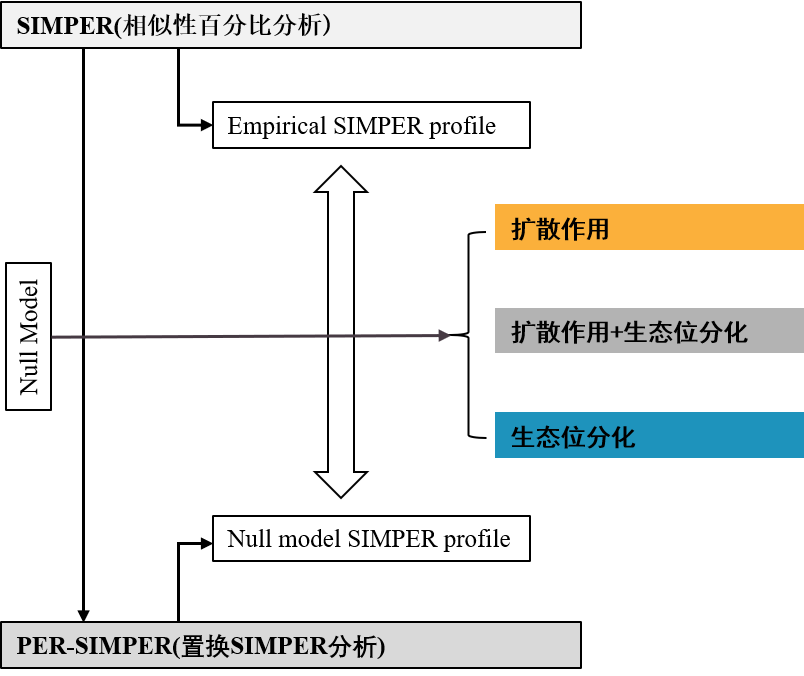 SIMPER(相似性百分比分析）
Empirical SIMPER profile
扩散作用
Null Model
扩散作用+生态位分化
生态位分化
Null model SIMPER profile
PER-SIMPER(置换SIMPER分析)